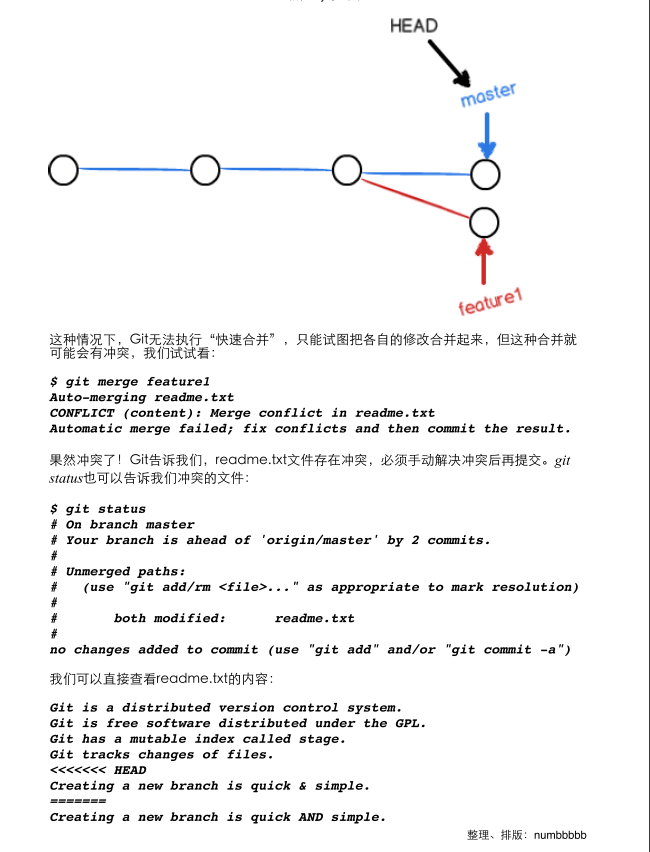 HEAD
master
feature1
这种情况下，Git无法执行“快速合并”，只能试图把各自的修改合并起来，但这种合并就
可能会有冲突，我们试试看：
$ git merge feature1
Auto-merging readme.txt
CONFLICT (content): Merge conflict in readme.txt
Automatic merge failed; fix conflicts and then commit the result.
果然冲突了！Git告诉我们，readme.txt文件存在冲突，必须手动解决冲突后再提交。git
status也可以告诉我们冲突的文件：
$ git status
# On branch master
# Your branch is ahead of 'origin/master' by 2 commits.
#
# Unmerged paths:
#   (use "git add/rm <file>..." as appropriate to mark resolution)
#
#       both modified:      readme.txt
#
no changes added to commit (use "git add" and/or "git commit -a")
我们可以直接查看readme.txt的内容：
Git is a distributed version control system.
Git is free software distributed under the GPL.
Git has a mutable index called stage.
Git tracks changes of files.
<<<<<<< HEAD
Creating a new branch is quick & simple.
=======
Creating a new branch is quick AND simple.
整理、排版：numbbbbb